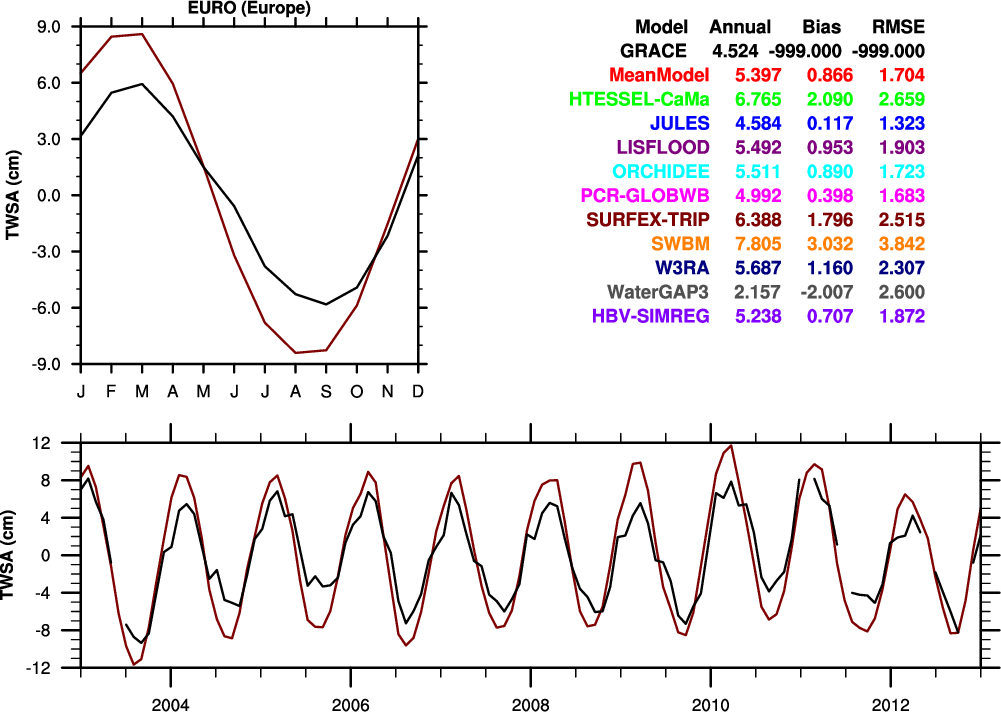 EURO (Europe)
9.0
6.0
3.0
0.0
-3.0
-6.0
-9.0
TWSA (cm)
J F M A M J J A S O N D
Model Annual Bias RMSE
GRACE 4.524 -999.000 -999.000
MeanModel 5.397 0.866 1.704
HTESSEL-CaMa 6.765 2.090 2.659
JULES 4.584 0.117 1.323
LISFLOOD 5.492 0.953 1.903
ORCHIDEE 5.511 0.890 1.723
PCR-GLOBWB 4.992 0.398 1.683
SURFEX-TRIP 6.388 1.796 2.515
SWBM 7.805 3.032 3.842
W3RA 5.687 1.160 2.307
WaterGAP3 2.157 -2.007 2.600
HBV-SIMREG 5.238 0.707 1.872
12
8
4
0
-4
-8
-12
TWSA (cm)
2004 2006 2008 2010 2012